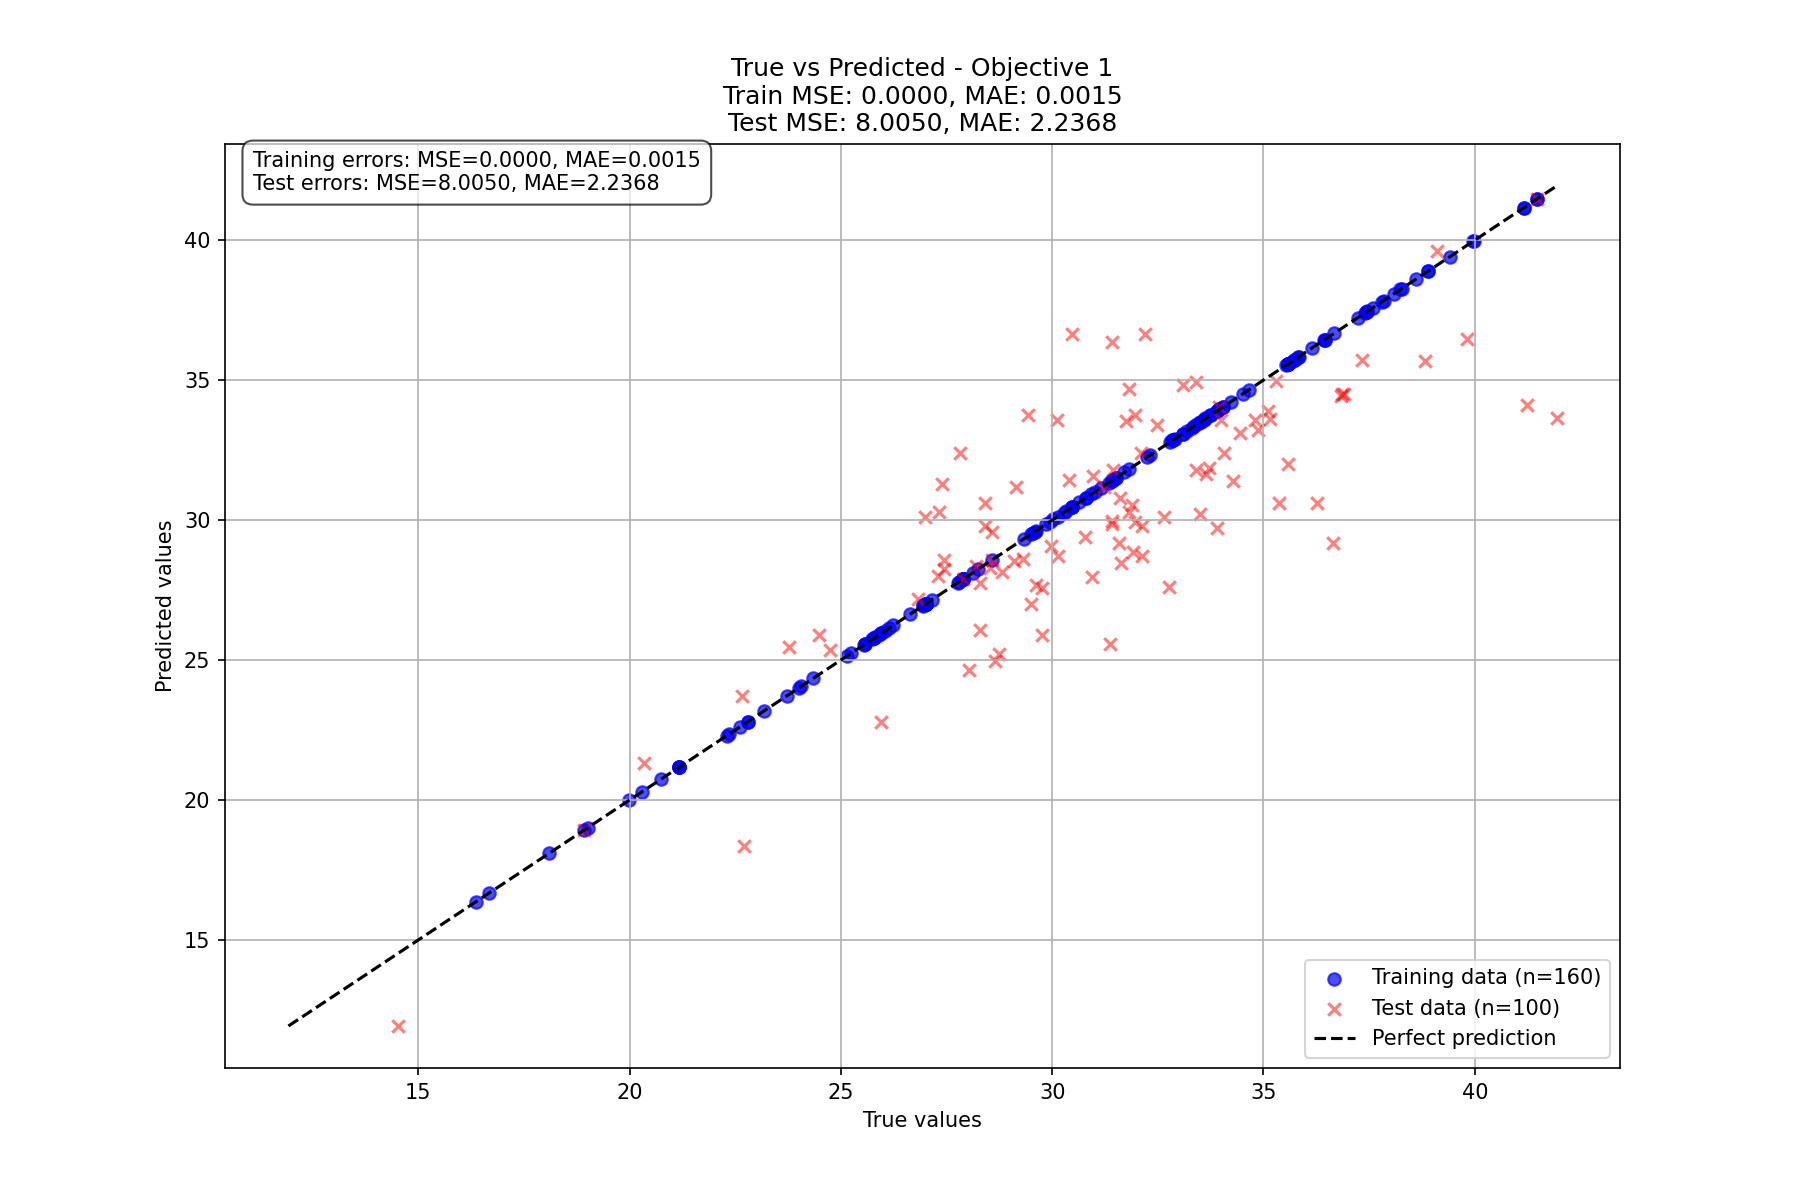 True vs Predicted - Objective 1
Train MSE: 0.0000, MAE: 0.0015
Test MSE: 8.0050, MAE: 2.2368
Training errors: MSE=0.0000, MAE=0.0015
Test errors: MSE=8.0050, MAE=2.2368
40
35
30
25
20
15
Predicted values
Training data (n=160)
Test data (n=100)
Perfect prediction
15
20
25
30
35
40
True values